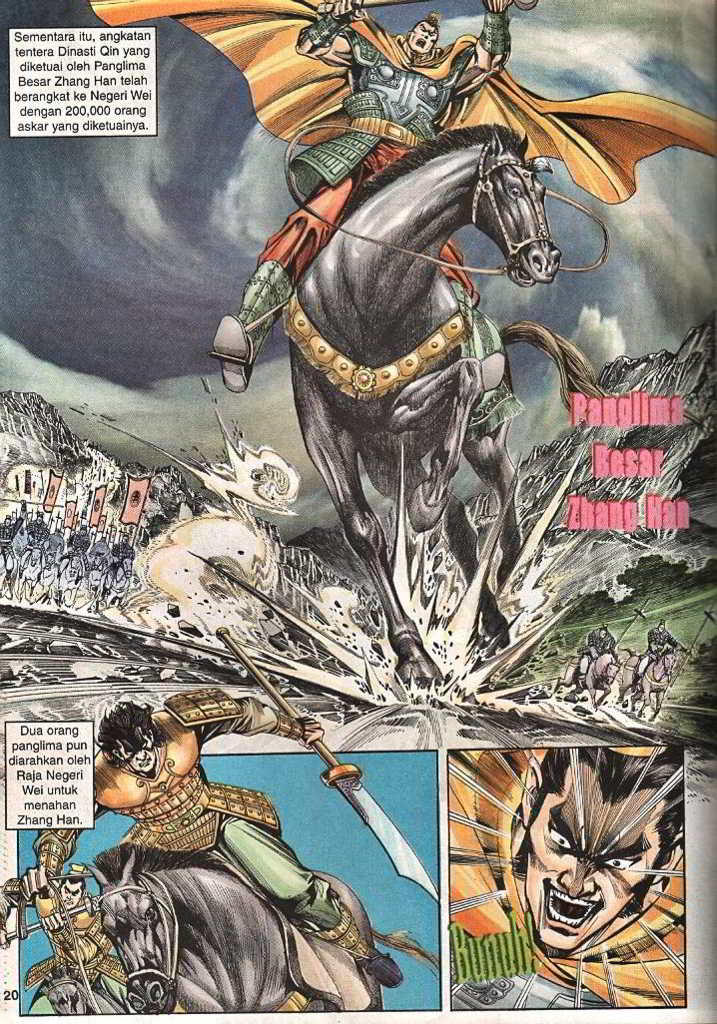 Sementara itu, angkatan
tentera Dinasti Qin yang
diketuai oleh Panglima
Besar Zhang Han telah
berangkat ke Negeri Wei
dengan 200,000 orang
askar yang diketuainya.
Panglima
Besar
Zhang Han
Dua orang
panglima pun
diarahkan oleh
Raja Negeri
Wei untuk
menahan
Zhang Han.
Bunuh!
20